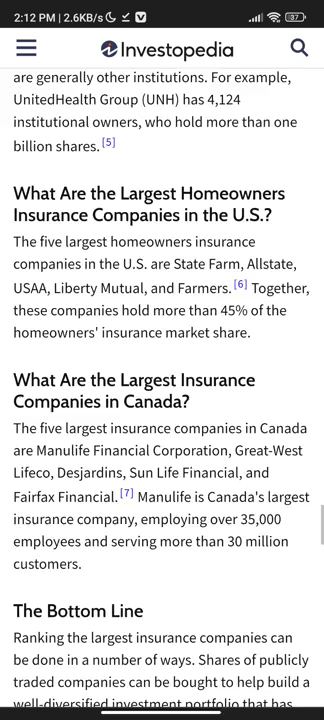 2:12 PM | 2.6KB/s
37
Investopedia
are generally other institutions. For example,
UnitedHealth Group (UNH) has 4,124
institutional owners, who hold more than one
billion shares.[5]
What Are the Largest Homeowners
Insurance Companies in the U.S.?
The five largest homeowners insurance
companies in the U.S. are State Farm, Allstate,
USAA, Liberty Mutual, and Farmers.[6] Together,
these companies hold more than 45% of the
homeowners' insurance market share.
What Are the Largest Insurance
Companies in Canada?
The five largest insurance companies in Canada
are Manulife Financial Corporation, Great-West
Lifeco, Desjardins, Sun Life Financial, and
Fairfax Financial.[7] Manulife is Canada's largest
insurance company, employing over 35,000
employees and serving more than 30 million
customers.
The Bottom Line
Ranking the largest insurance companies can
be done in a number of ways. Shares of publicly
traded companies can be bought to help build a
well-diversified investment portfolio that has